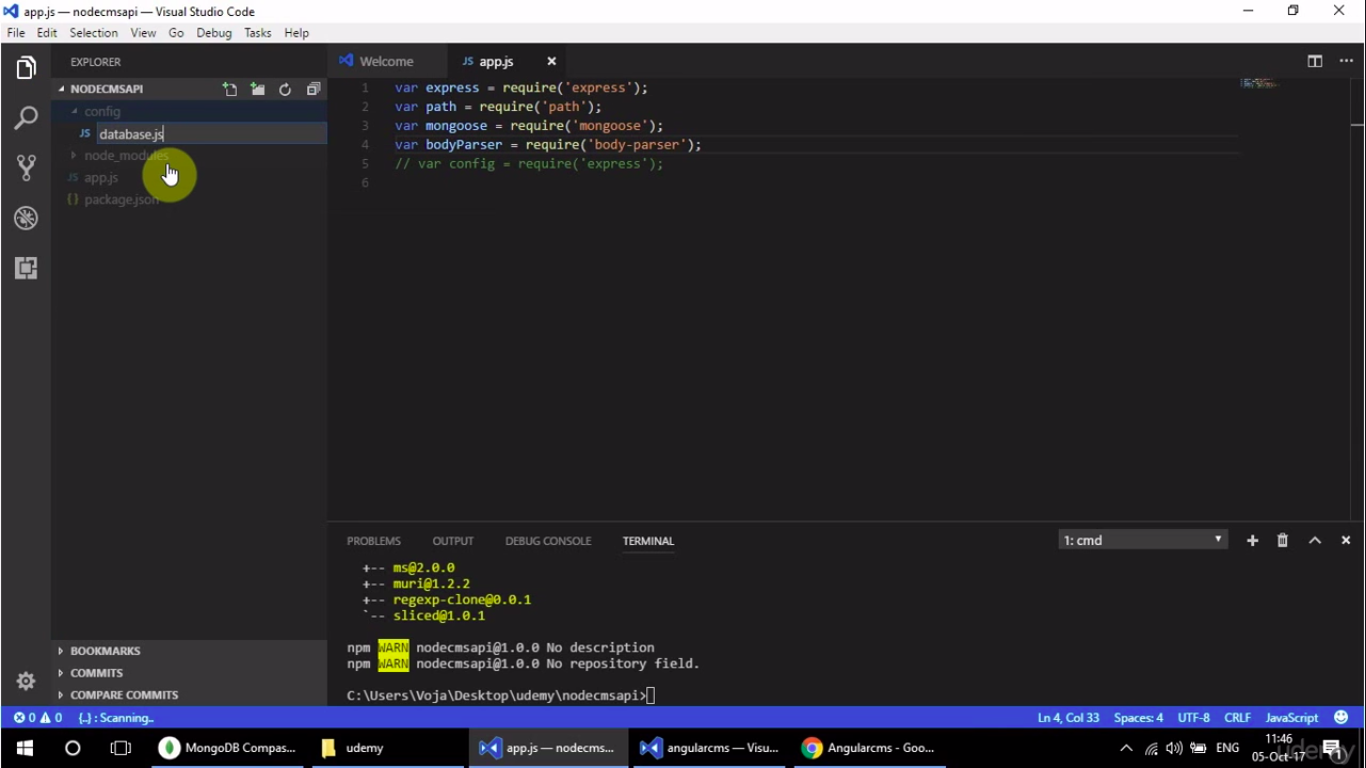 app.js — nodecmsapi — Visual Studio Code
File Edit Selection View Go Debug Tasks Help
EXPLORER
NODECMSAPI
config
JS database.js
node_modules
JS app.js
{} package.json
BOOKMARKS
COMMITS
COMPARE COMMITS
Welcome
JS app.js
1 var express = require('express');
2 var path = require('path');
3 var mongoose = require('mongoose');
4 var bodyParser = require('body-parser');
5 // var config = require('express');
6
PROBLEMS OUTPUT DEBUG CONSOLE TERMINAL
1: cmd
+-- ms@2.0.0
+-- muri@1.2.2
+-- regexp-clone@0.0.1
`-- sliced@1.0.1
npm WARN nodecmsapi@1.0.0 No description
npm WARN nodecmsapi@1.0.0 No repository field.
C:\Users\Voja\Desktop\udemy\nodecmsapi>
0 0 {..} : Scanning..
Ln 4, Col 33 Spaces: 4 UTF-8 CRLF JavaScript
MongoDB Compas...
udemy
app.js — nodecms...
angularcms — Visu...
Angularcms - Goo...
ENG
11:46
05-Oct-17
1
udemy